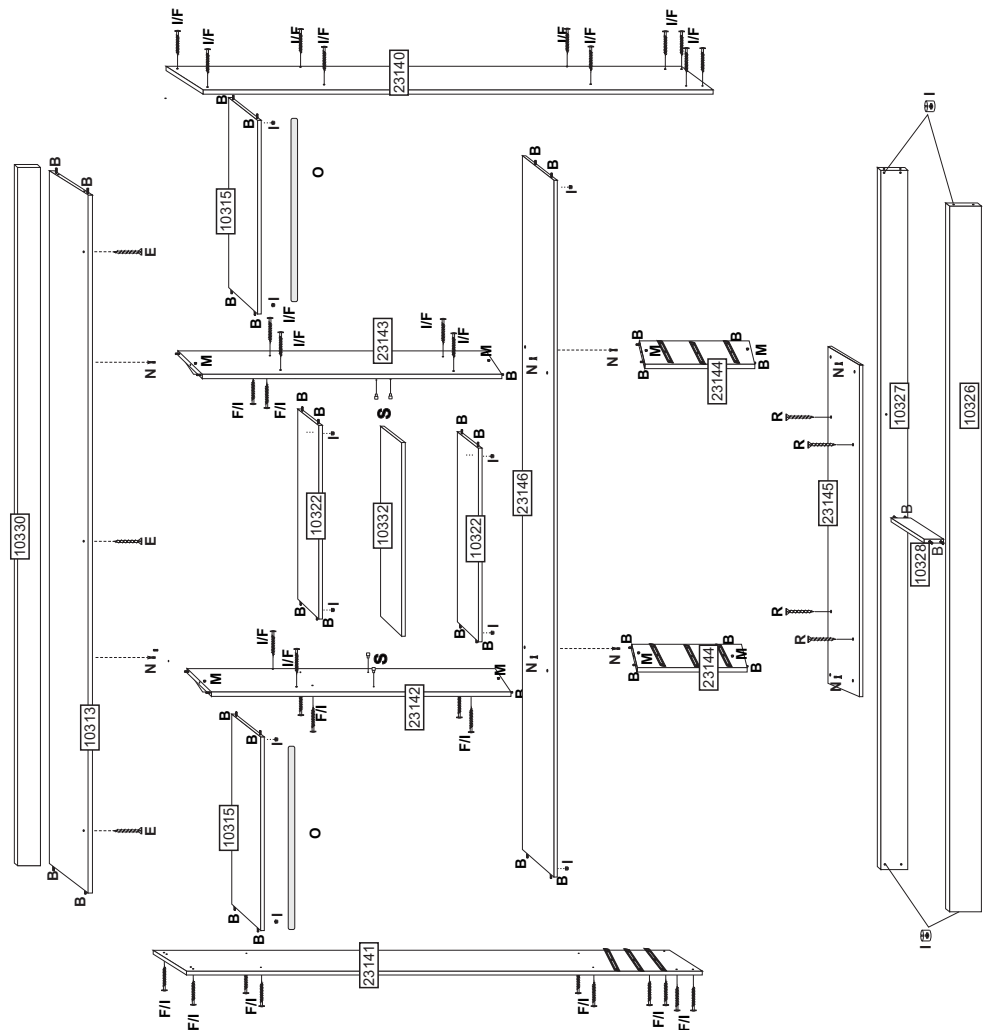 10330
B
B
10313
B
B
E
E
E
N
N
F/I
F/I
F/I
F/I
F/I
F/I
F/I
23141
B
B
10315
B
B
I
I
O
M
23142
M
B
I/F
I/F
F/I
F/I
S
B
B
10322
B
B
I
I
10332
B
B
10322
B
B
I
I
M
23143
M
B
I/F
I/F
I/F
I/F
F/I
F/I
S
B
B
10315
B
B
I
I
O
I/F
I/F
I/F
I/F
I/F
I/F
I/F
I/F
23140
B
B
23146
B
B
I
I
N
N
N
N
B
B
M
23144
M
B
B
B
B
M
23144
M
B
B
N
23145
N
R
R
R
R
10327
B
10328
B
10326
I
I